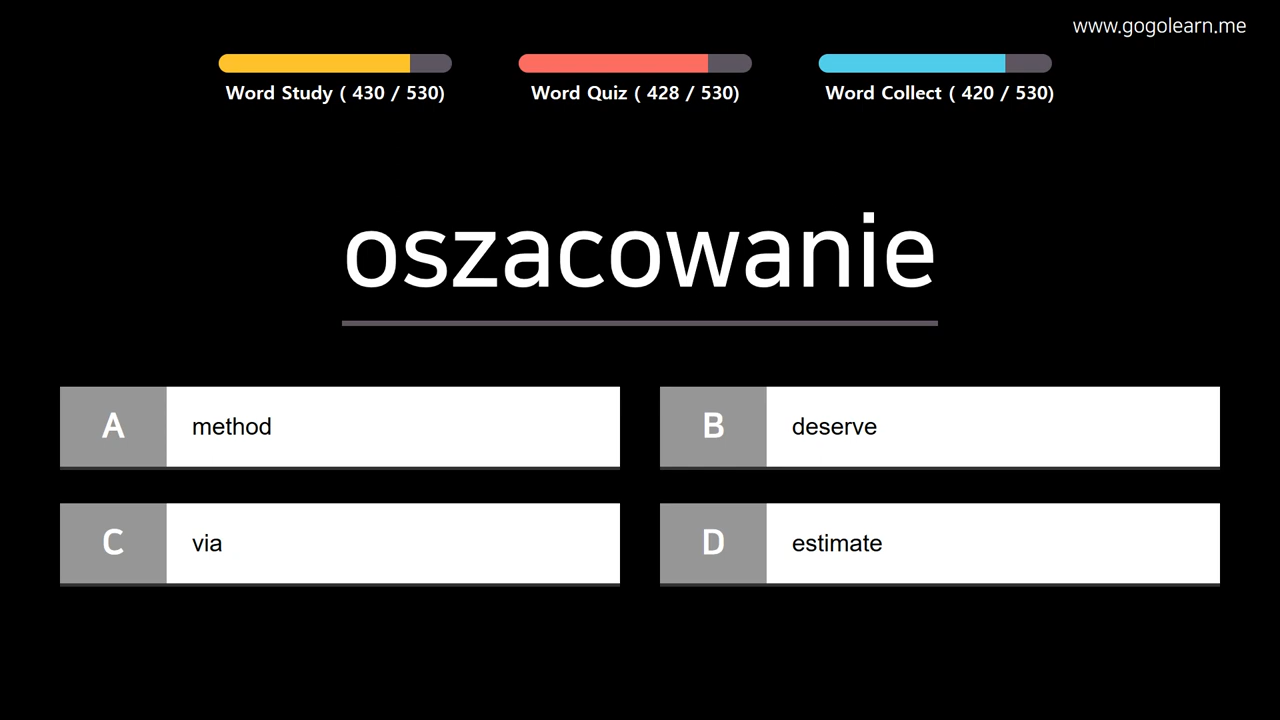 www.gogolearn.me
Word Study ( 430 / 530)
Word Quiz ( 428 / 530)
Word Collect ( 420 / 530)
oszacowanie
A method
B deserve
C via
D estimate